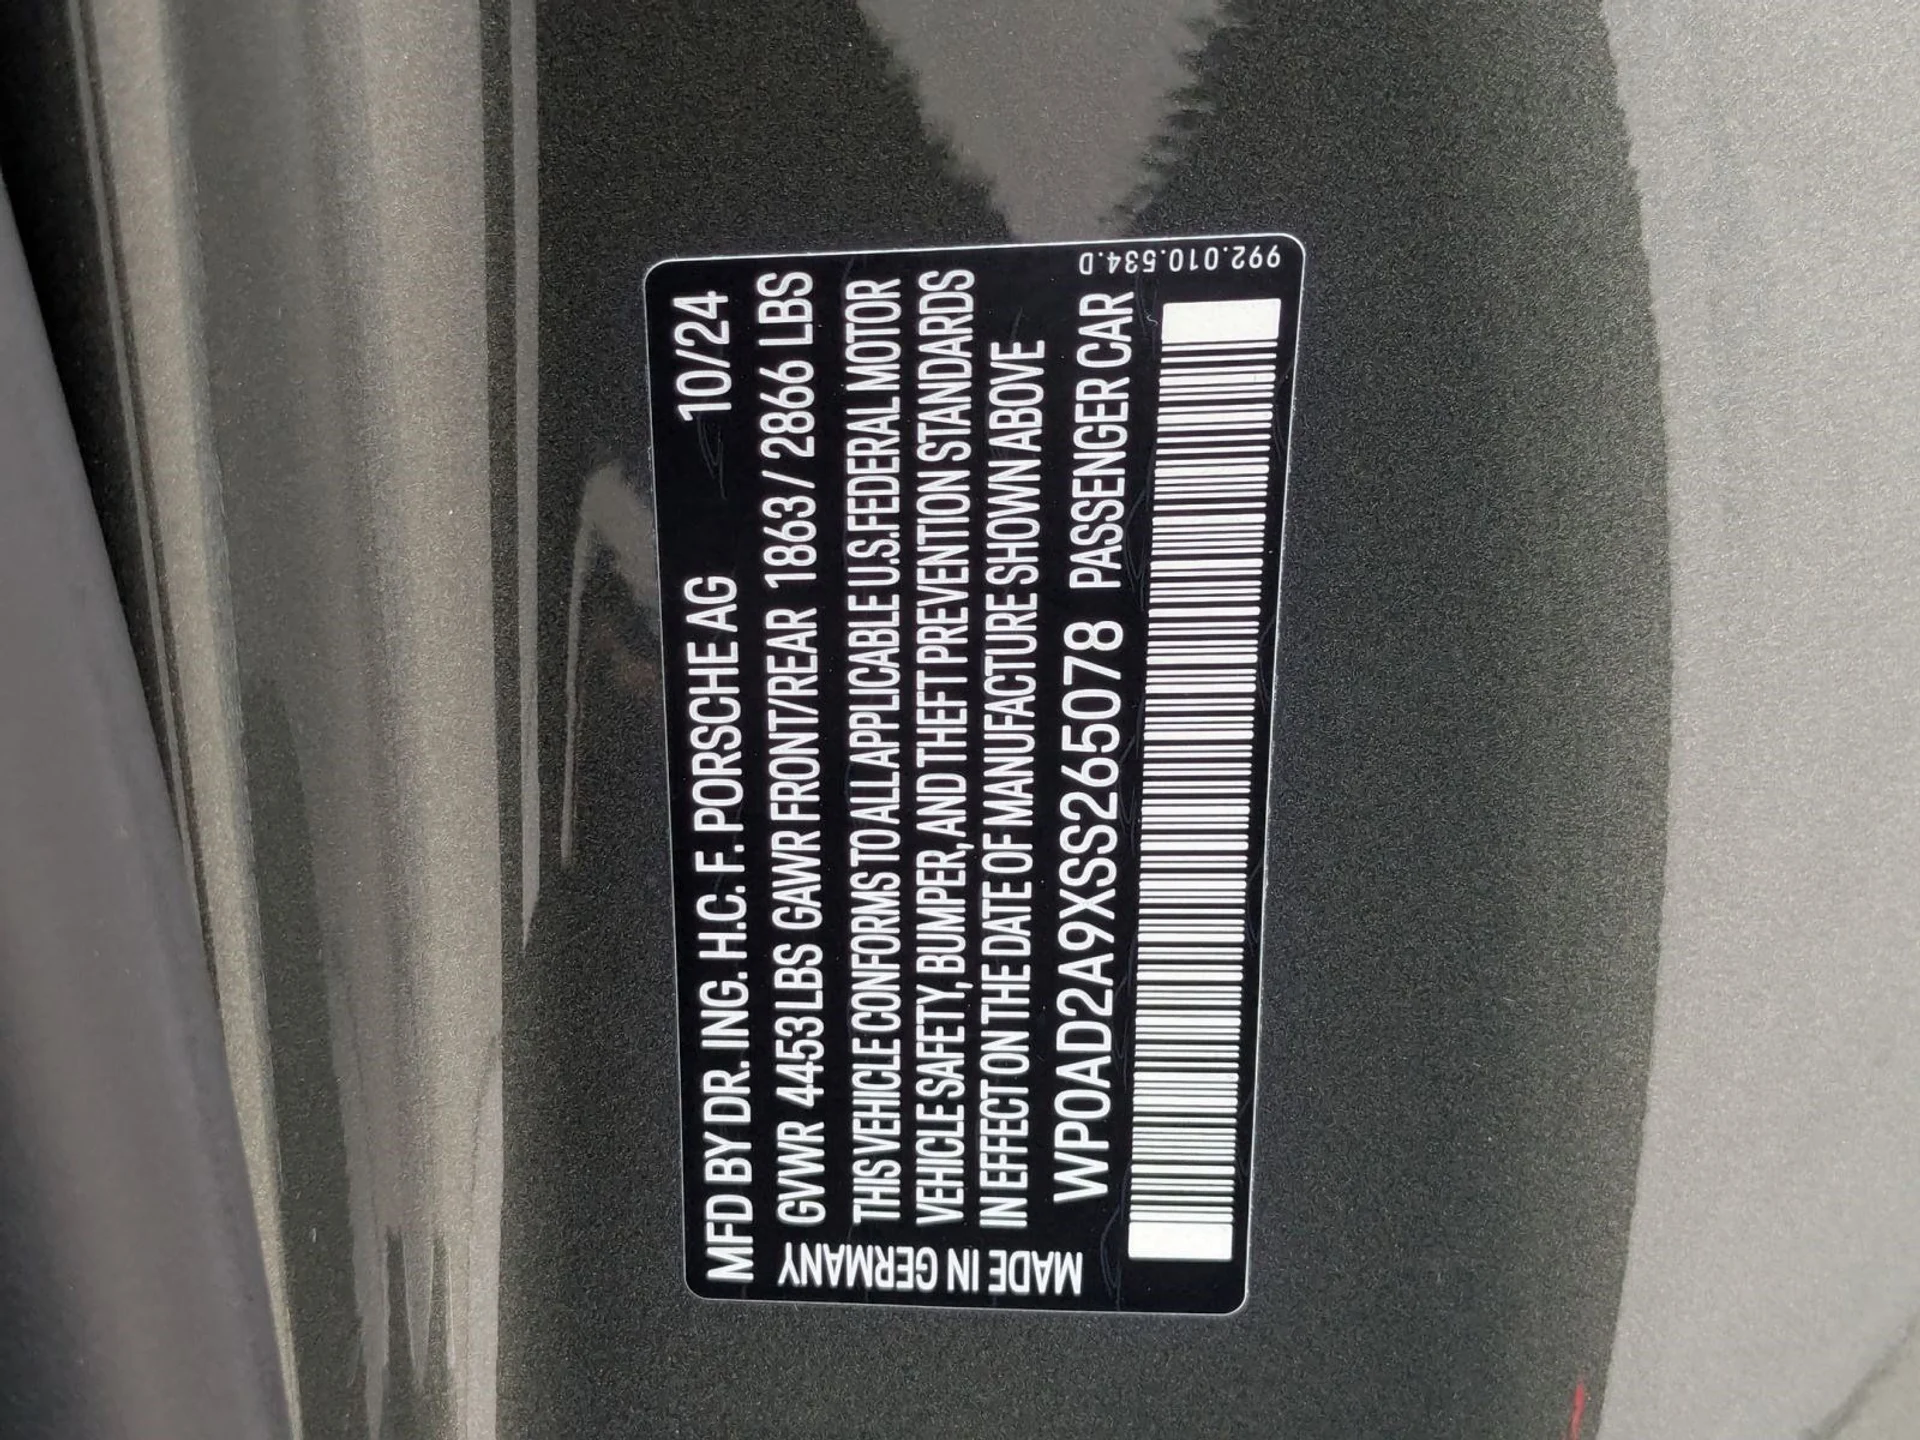 MFD BY DR. ING. H.C. F. PORSCHE AG 10/24
GVWR 4453 LBS GAWR FRONT/REAR 1863 / 2866 LBS
THIS VEHICLE CONFORMS TO ALL APPLICABLE U.S. FEDERAL MOTOR
VEHICLE SAFETY, BUMPER, AND THEFT PREVENTION STANDARDS
IN EFFECT ON THE DATE OF MANUFACTURE SHOWN ABOVE
WP0AD2A9XSS265078 PASSENGER CAR
MADE IN GERMANY
992.010.534.D